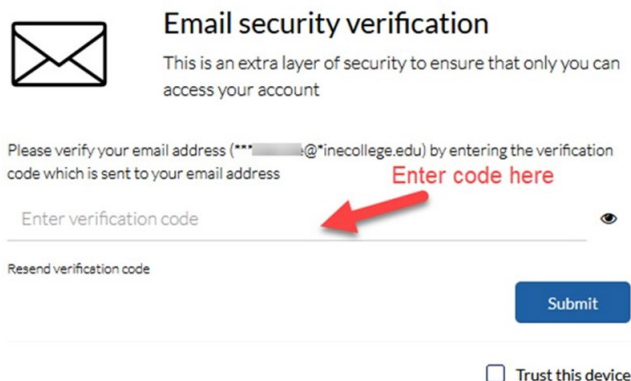 Email security verification
This is an extra layer of security to ensure that only you can
access your account
Please verify your email address (*** e@*inecollege.edu) by entering the verification
code which is sent to your email address
Enter code here
Enter verification code
Resend verification code
Submit
Trust this device